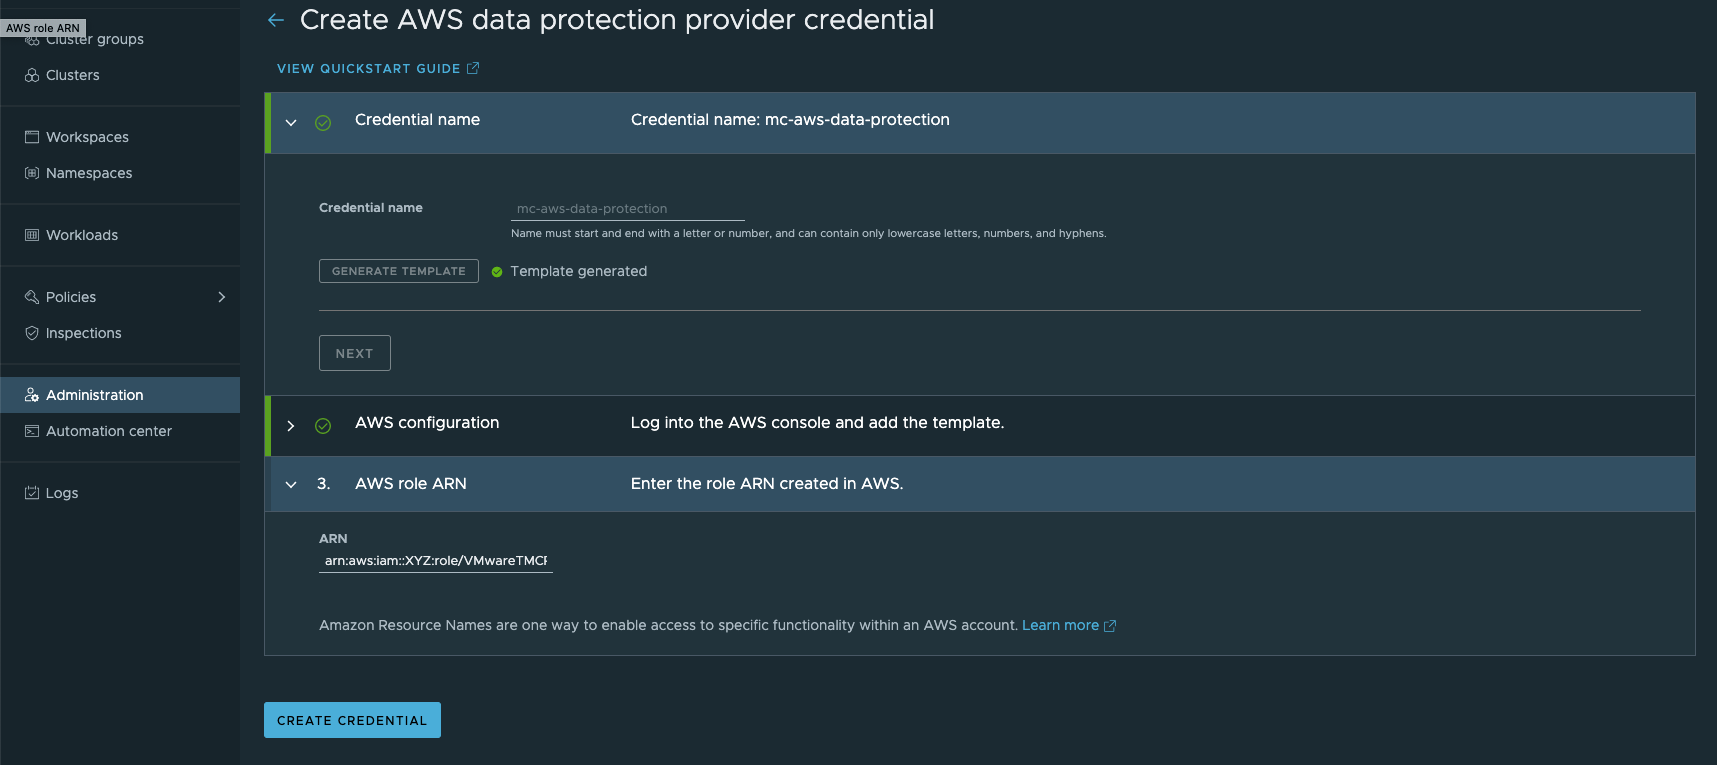 Create AWS data protection provider credential
AWS role ARN
Cluster groups
Clusters
Workspaces
Namespaces
Workloads
Policies
Inspections
Administration
Automation center
Logs
VIEW QUICKSTART GUIDE
Credential name Credential name: mc-aws-data-protection
Credential name mc-aws-data-protection
Name must start and end with a letter or number, and can contain only lowercase letters, numbers, and hyphens.
GENERATE TEMPLATE Template generated
NEXT
AWS configuration Log into the AWS console and add the template.
3. AWS role ARN Enter the role ARN created in AWS.
ARN
arn:aws:iam::XYZ:role/VMwareTMCP
Amazon Resource Names are one way to enable access to specific functionality within an AWS account. Learn more
CREATE CREDENTIAL